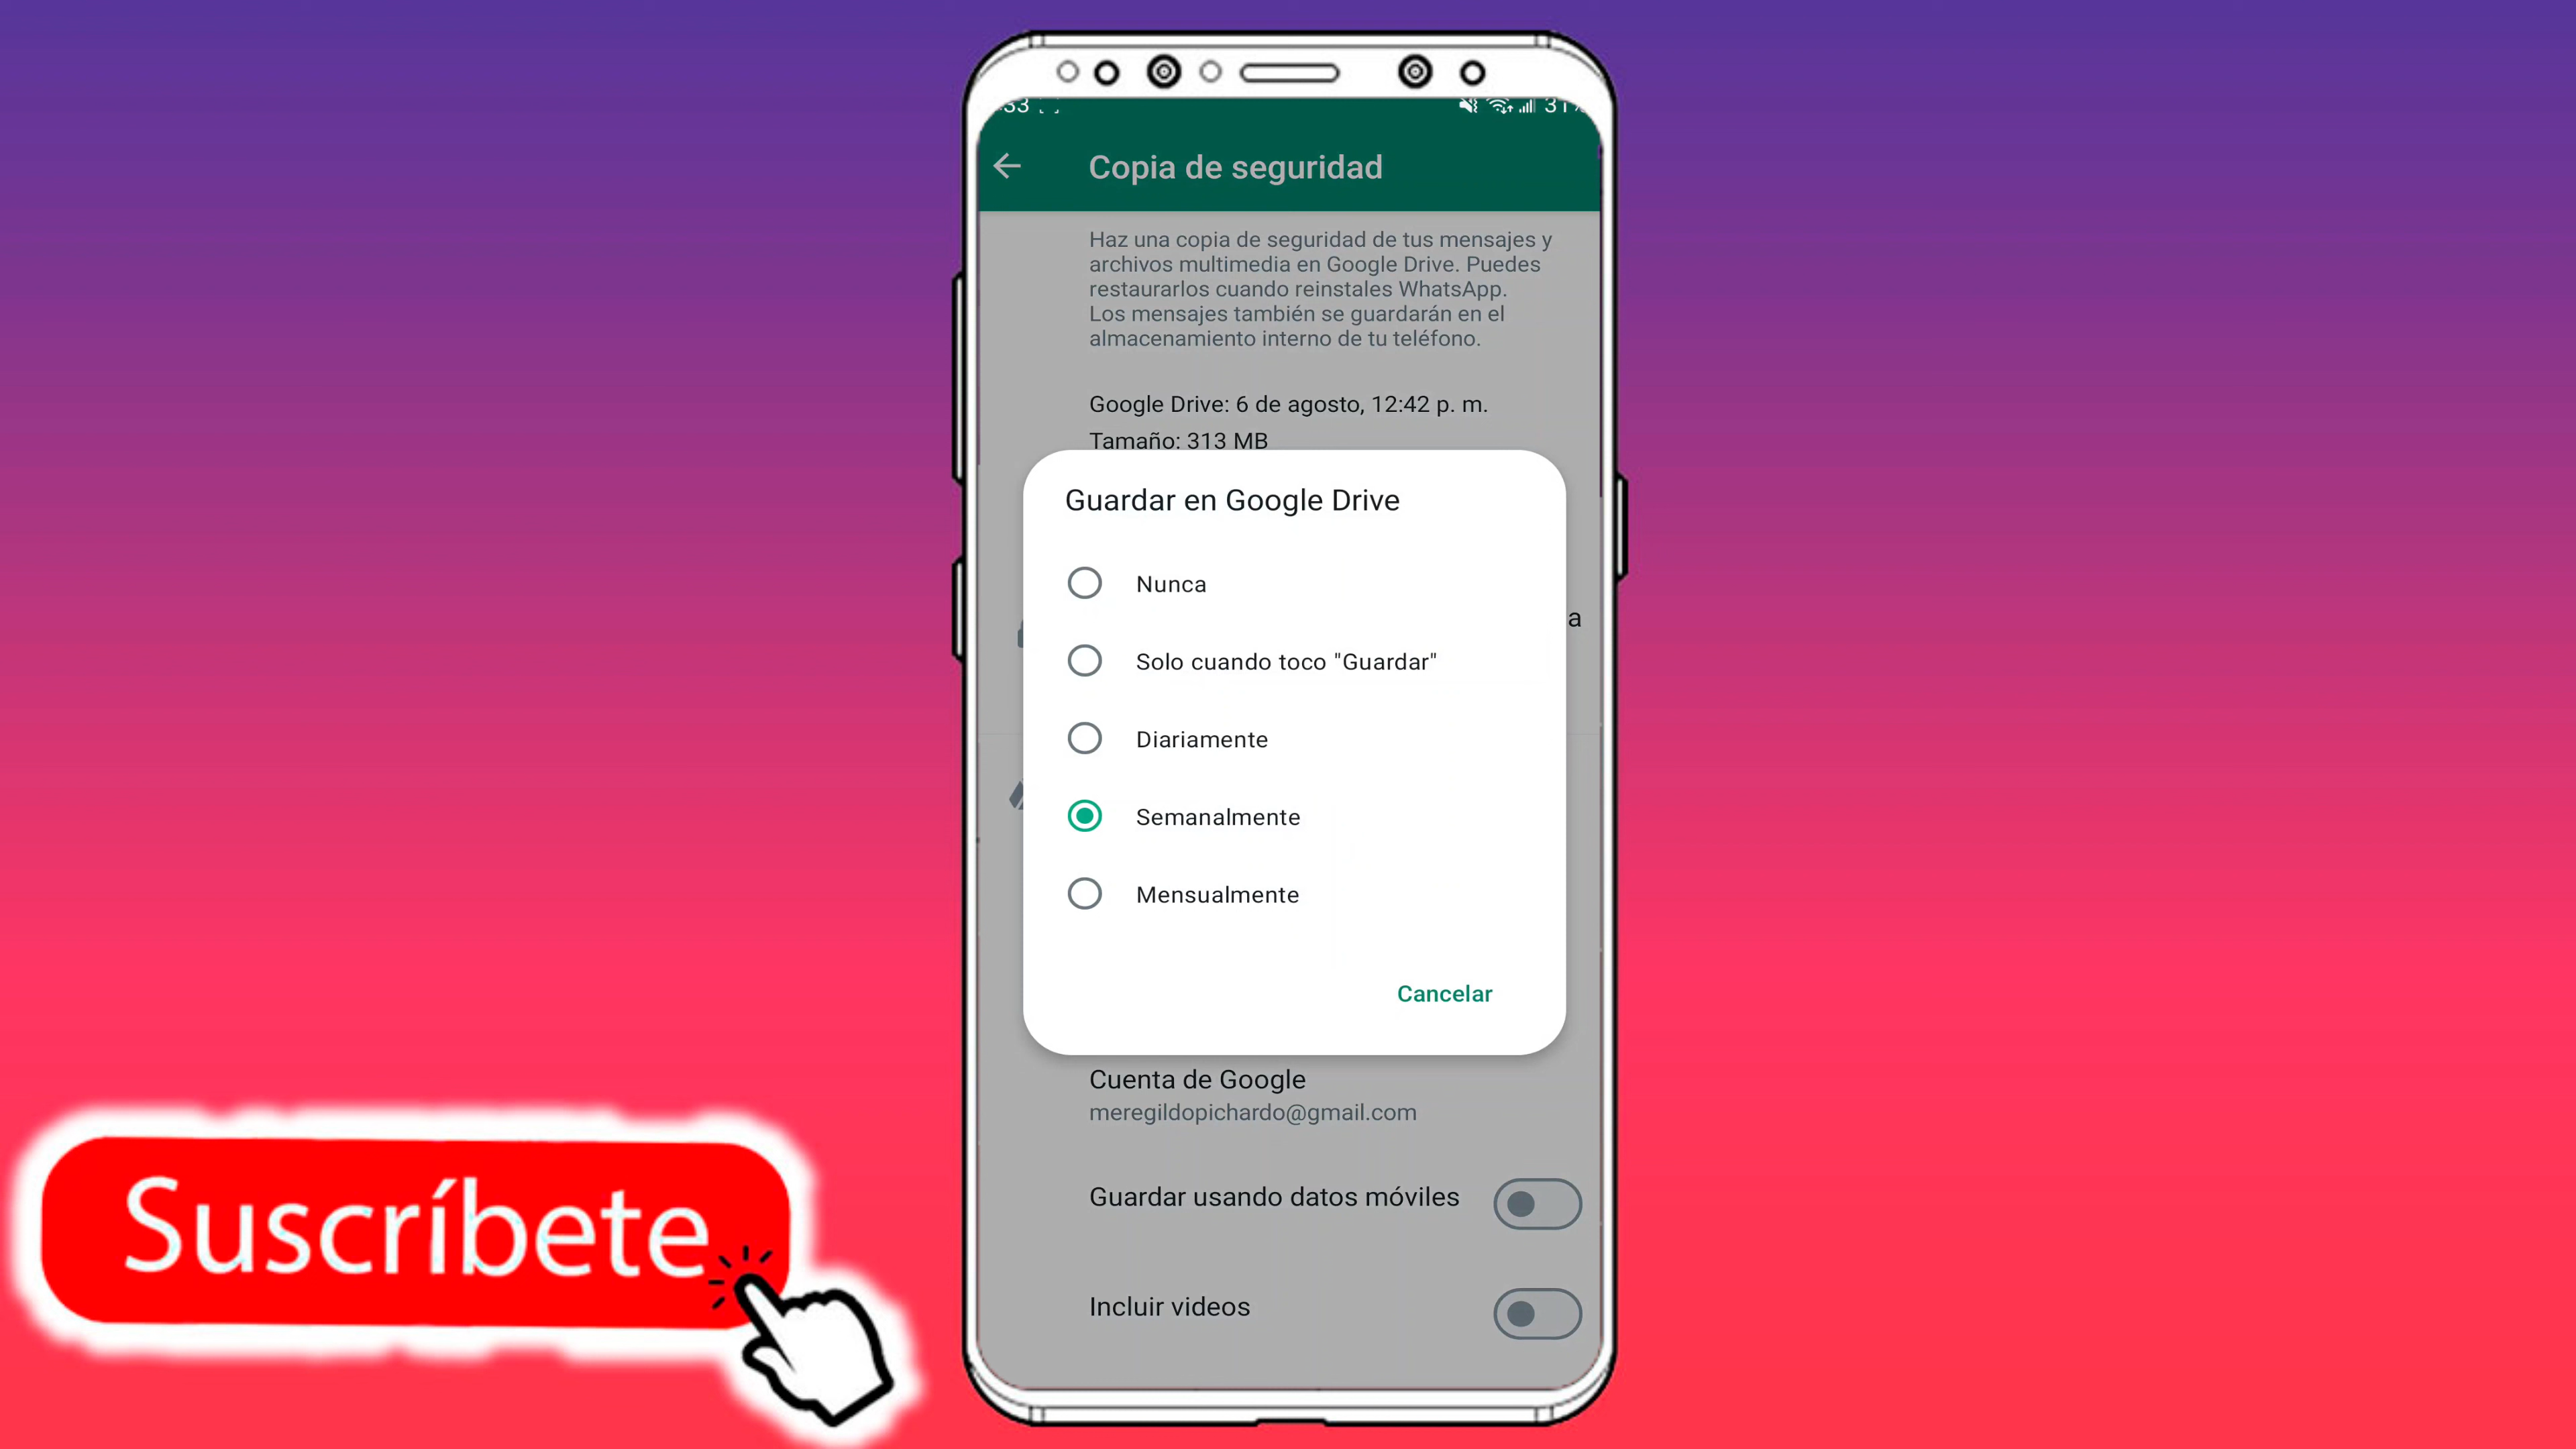 Copia de seguridad
Haz una copia de seguridad de tus mensajes y
archivos multimedia en Google Drive. Puedes
restaurarlos cuando reinstales WhatsApp.
Los mensajes también se guardarán en el
almacenamiento interno de tu teléfono.
Google Drive: 6 de agosto, 12:42 p. m.
Tamaño: 313 MB
Guardar en Google Drive
Nunca
Solo cuando toco "Guardar"
Diariamente
Semanalmente
Mensualmente
Cancelar
Cuenta de Google
meregildopichardo@gmail.com
Guardar usando datos móviles
Incluir videos
Suscríbete